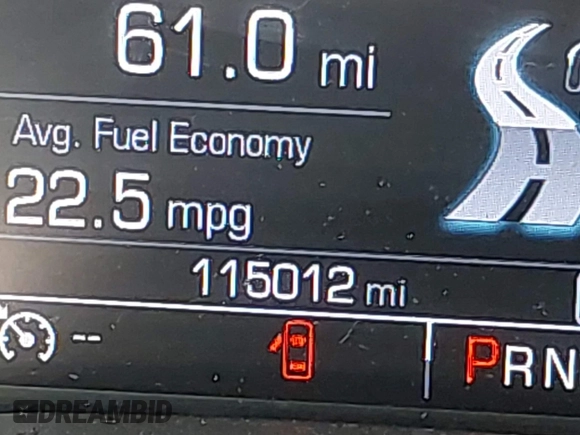 61.0 mi
Avg. Fuel Economy
22.5 mpg
115012 mi
--
PRN
DREAMBID